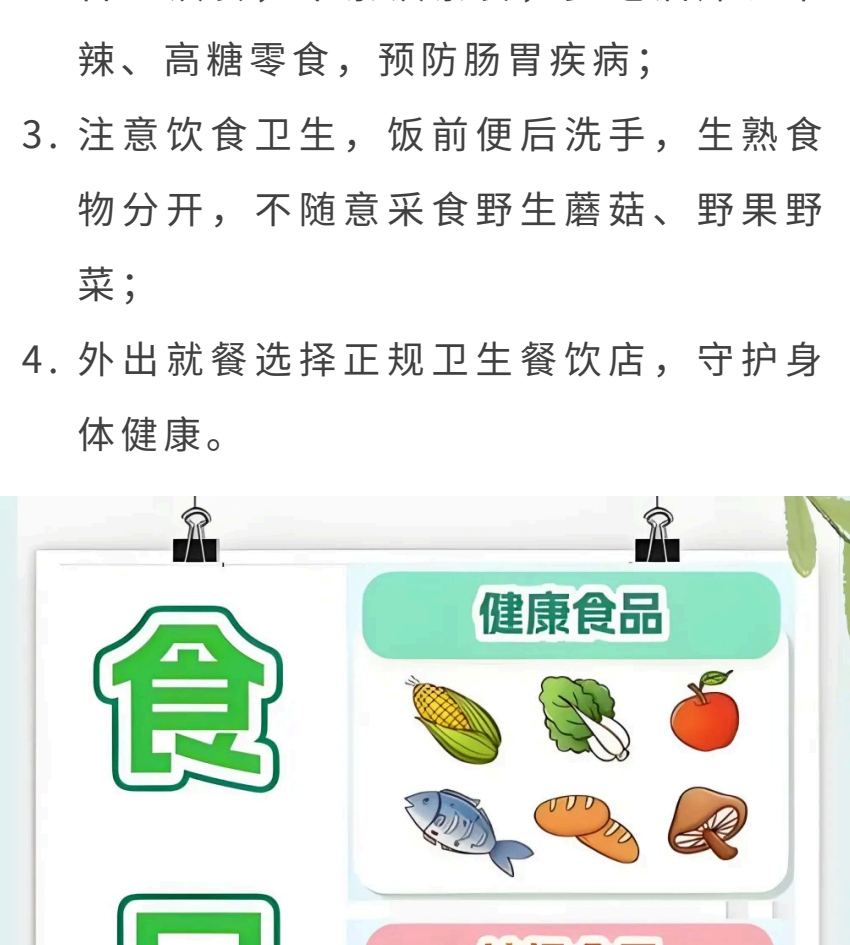 辣、高糖零食，预防肠胃疾病；
3. 注意饮食卫生，饭前便后洗手，生熟食
物分开，不随意采食野生蘑菇、野果野
菜；
4. 外出就餐选择正规卫生餐饮店，守护身
体健康。
健康食品
食